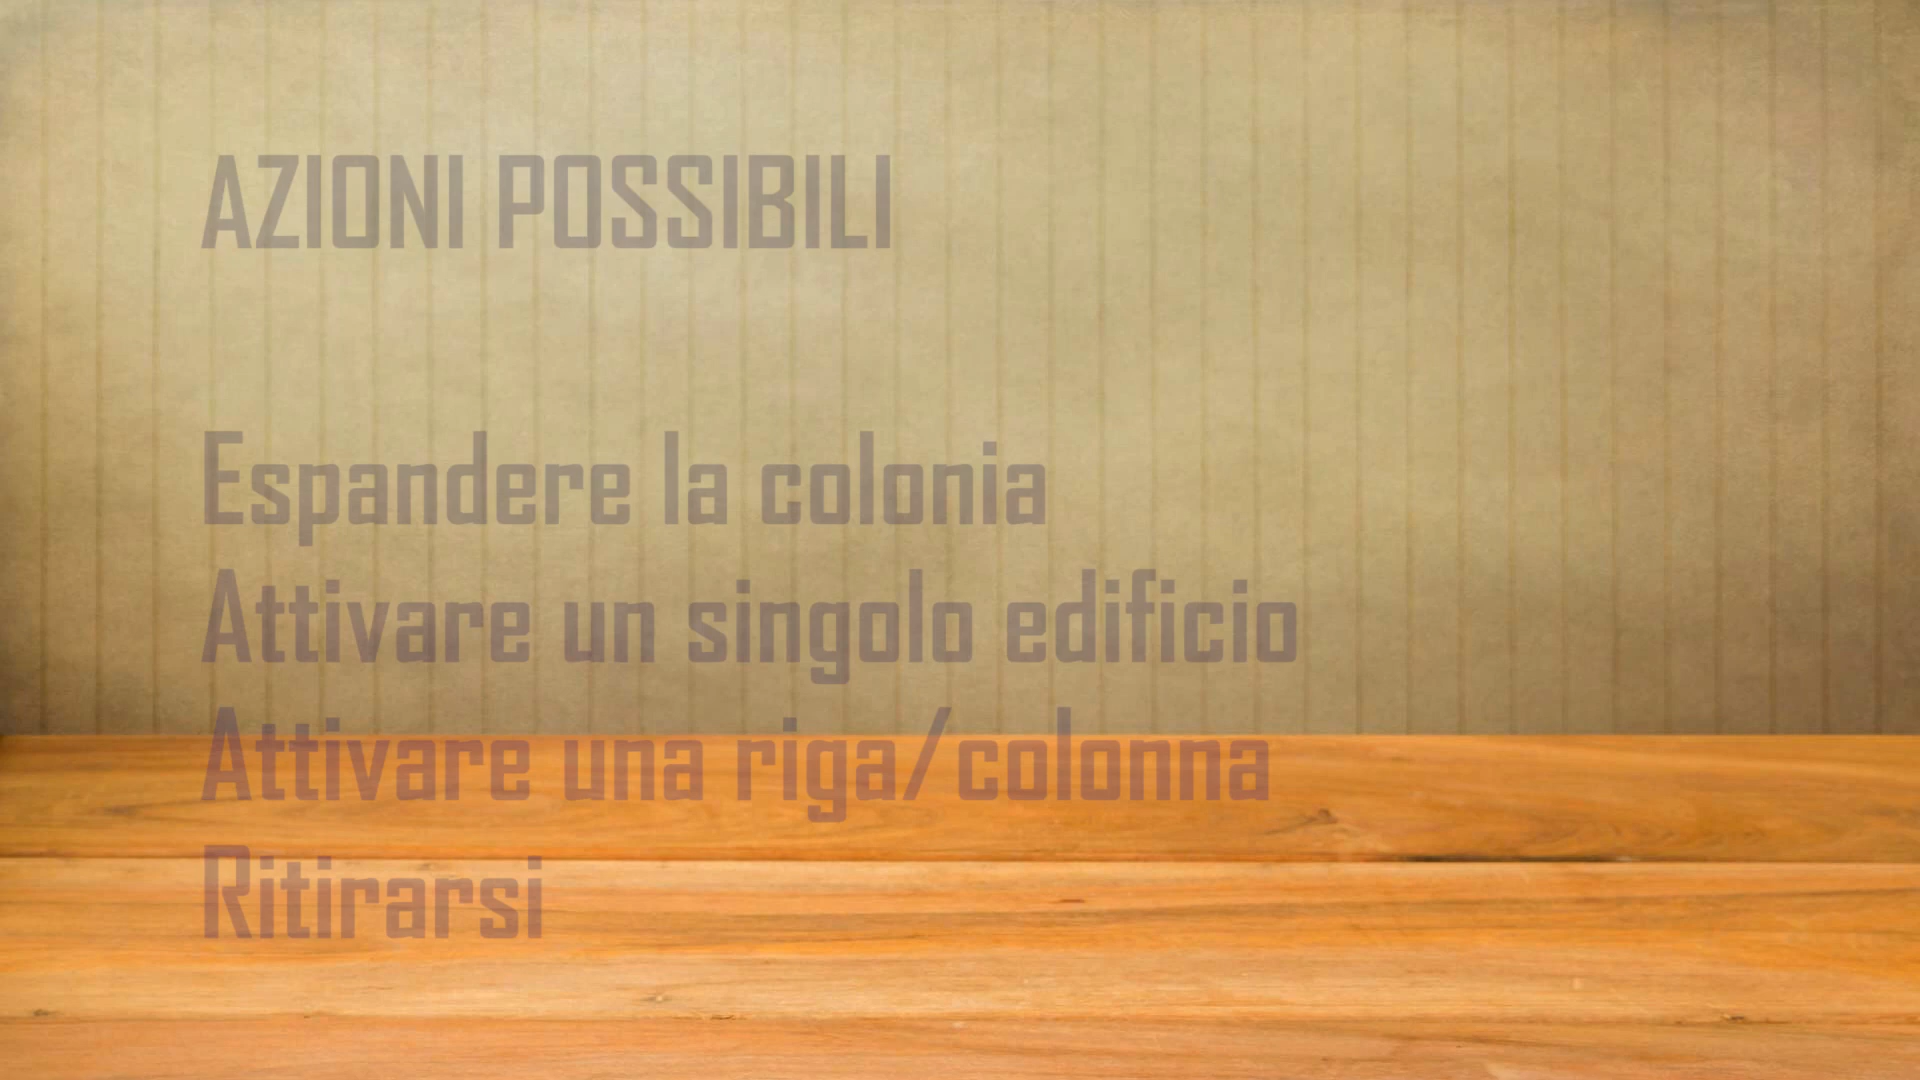 AZIONI POSSIBILI
Espandere la colonia
Attivare un singolo edificio
Attivare una riga/colonna
Ritirarsi